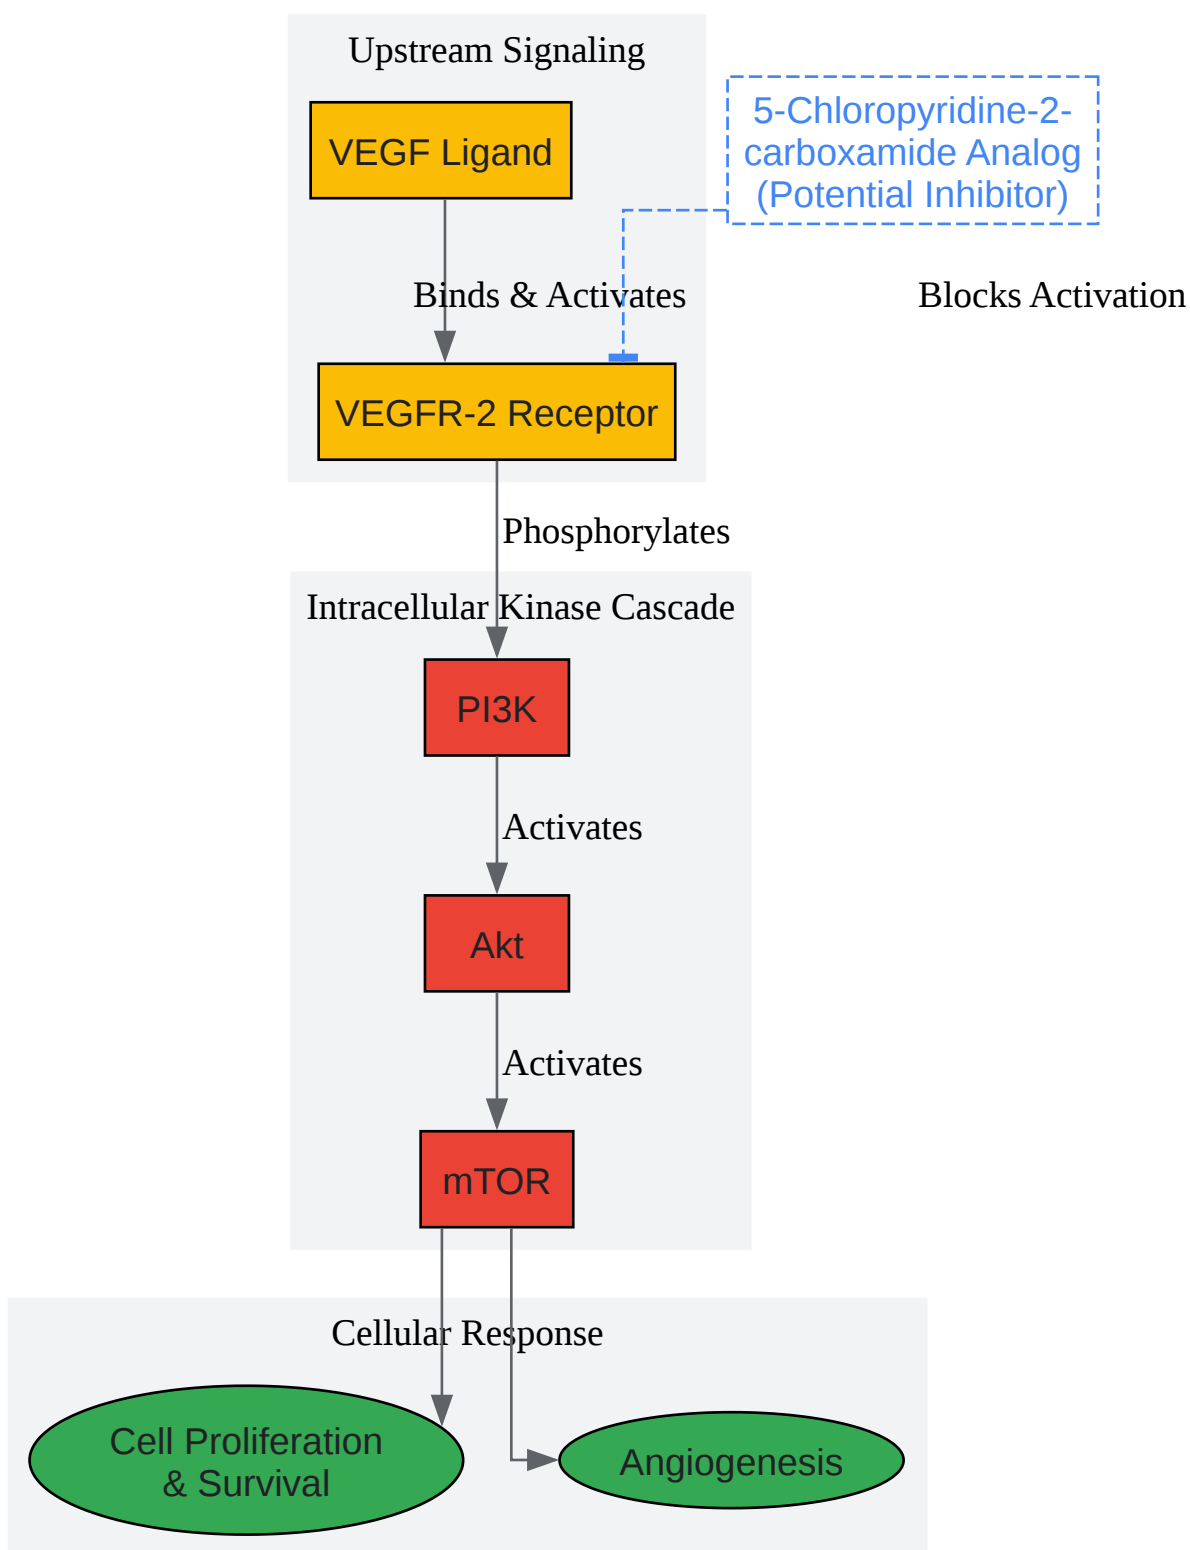 Upstream Signaling
VEGF Ligand
5-Chloropyridine-2-
carboxamide Analog
(Potential Inhibitor)
Binds & Activates
Blocks Activation
VEGFR-2 Receptor
Phosphorylates
Intracellular Kinase Cascade
PI3K
Activates
Akt
Activates
mTOR
Cellular Response
Cell Proliferation
& Survival
Angiogenesis